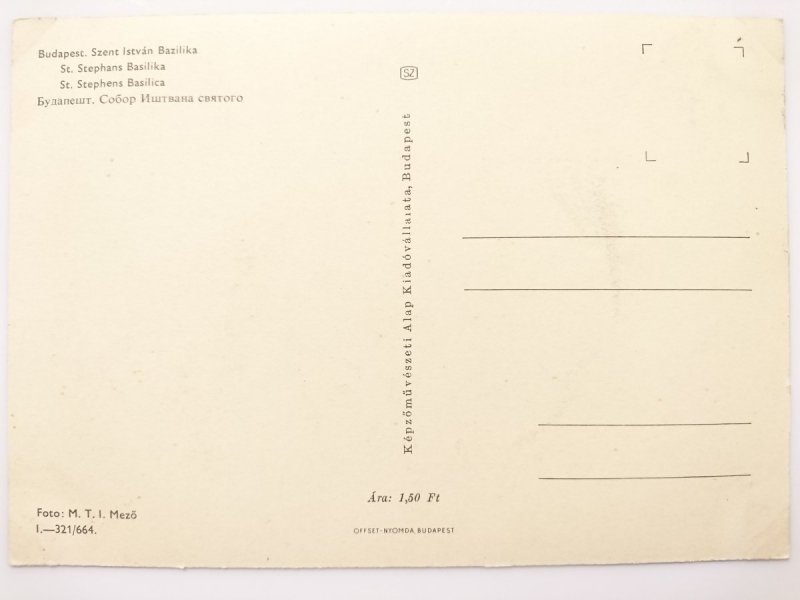 Budapest. Szent István Bazilika
St. Stephans Basilika
St. Stephens Basilica
Будапешт. Собор Иштвана святого
SZ
Képzőművészeti Alap Kiadóvállalata, Budapest
Ára: 1,50 Ft
Foto: M. T. I. Mező
I.—321/664.
OFFSET-NYOMDA, BUDAPEST